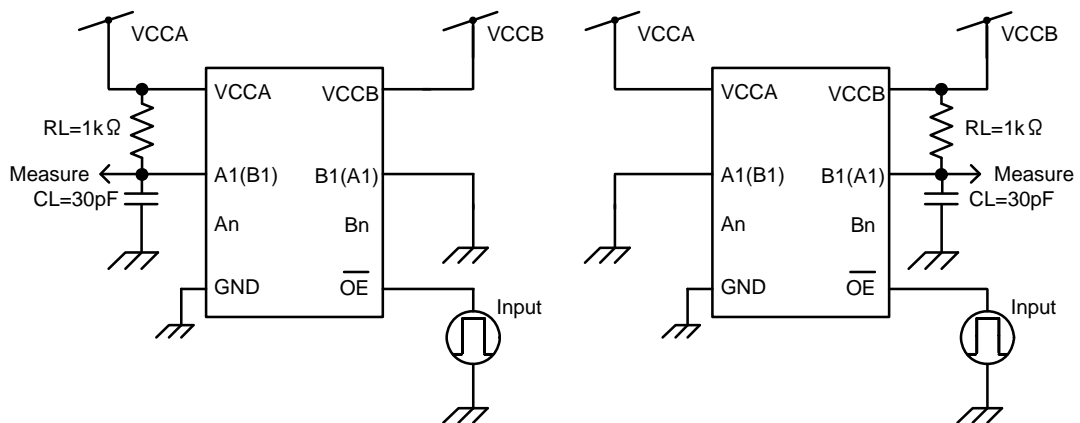 VCCA
VCCB
VCCA
VCCB
VCCA
VCCB
VCCA
VCCB
RL=1kΩ
RL=1kΩ
Measure
A1(B1)
B1(A1)
A1(B1)
B1(A1)
Measure
CL=30pF
CL=30pF
An
Bn
An
Bn
GND
OE
Input
GND
OE
Input